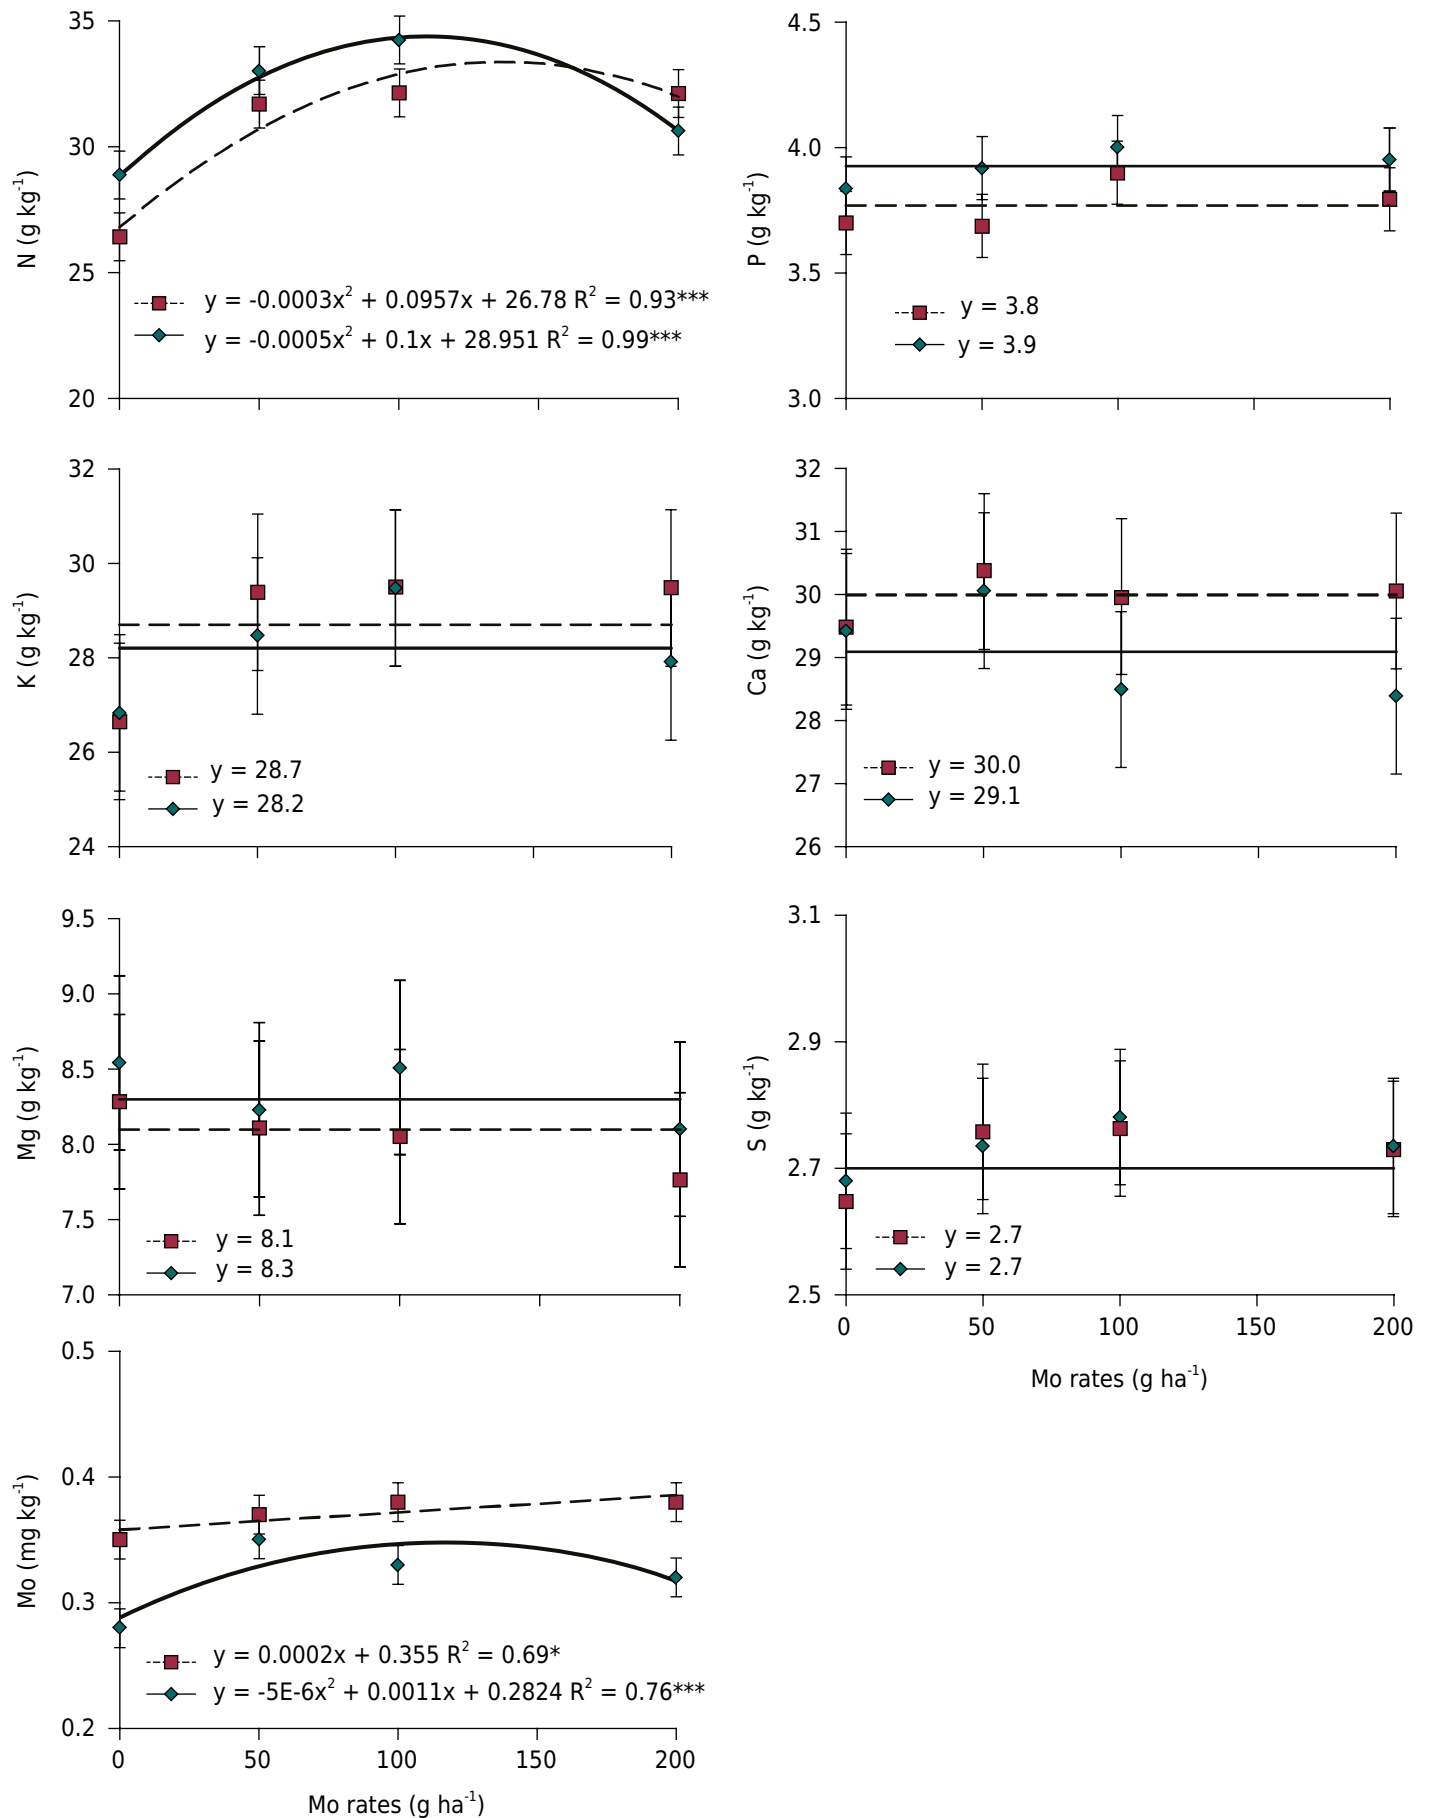 35
30
25
20
N (g kg⁻¹)
y = -0.0003x² + 0.0957x + 26.78 R² = 0.93***
y = -0.0005x² + 0.1x + 28.951 R² = 0.99***
4.5
4.0
3.5
3.0
P (g kg⁻¹)
y = 3.8
y = 3.9
32
30
28
26
24
K (g kg⁻¹)
y = 28.7
y = 28.2
32
31
30
29
28
27
26
Ca (g kg⁻¹)
y = 30.0
y = 29.1
9.5
9.0
8.5
8.0
7.5
7.0
Mg (g kg⁻¹)
y = 8.1
y = 8.3
3.1
2.9
2.7
2.5
S (g kg⁻¹)
y = 2.7
y = 2.7
0 50 100 150 200
Mo rates (g ha⁻¹)
0.5
0.4
0.3
0.2
Mo (mg kg⁻¹)
y = 0.0002x + 0.355 R² = 0.69*
y = -5E-6x² + 0.0011x + 0.2824 R² = 0.76***
0 50 100 150 200
Mo rates (g ha⁻¹)